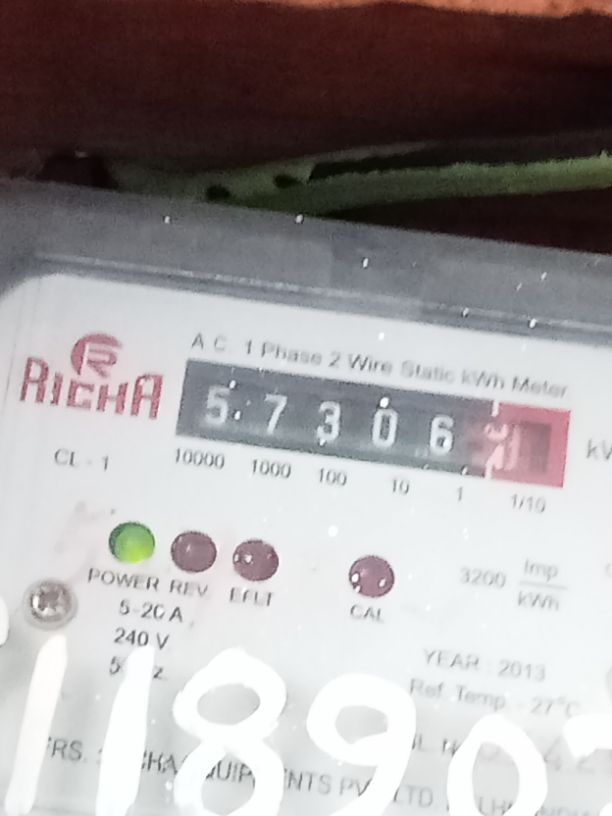 A.C. 1 Phase 2 Wire Static kWh Meter
RICHA
5 7 3 0 6
CL - 1
10000 1000 100 10 1 1/10
POWER REV EFLT CAL
3200 Imp
kWh
5-20 A
240 V
YEAR : 2013
Ref. Temp - 27°C
11890